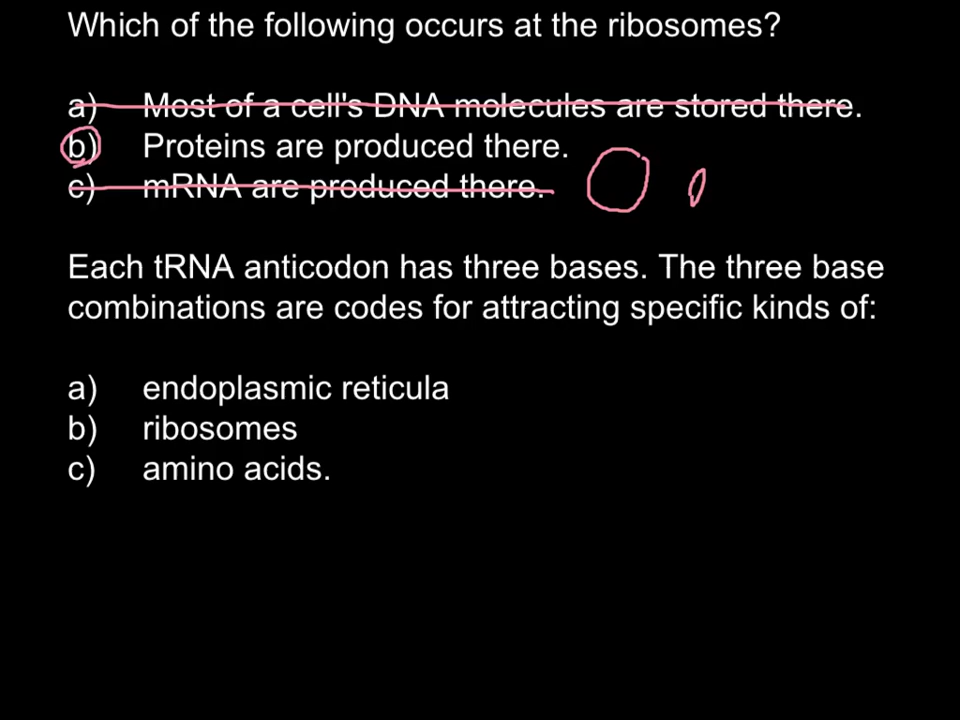 Which of the following occurs at the ribosomes?
a) Most of a cell's DNA molecules are stored there.
b) Proteins are produced there.
c) mRNA are produced there.
Each tRNA anticodon has three bases. The three base
combinations are codes for attracting specific kinds of:
a) endoplasmic reticula
b) ribosomes
c) amino acids.